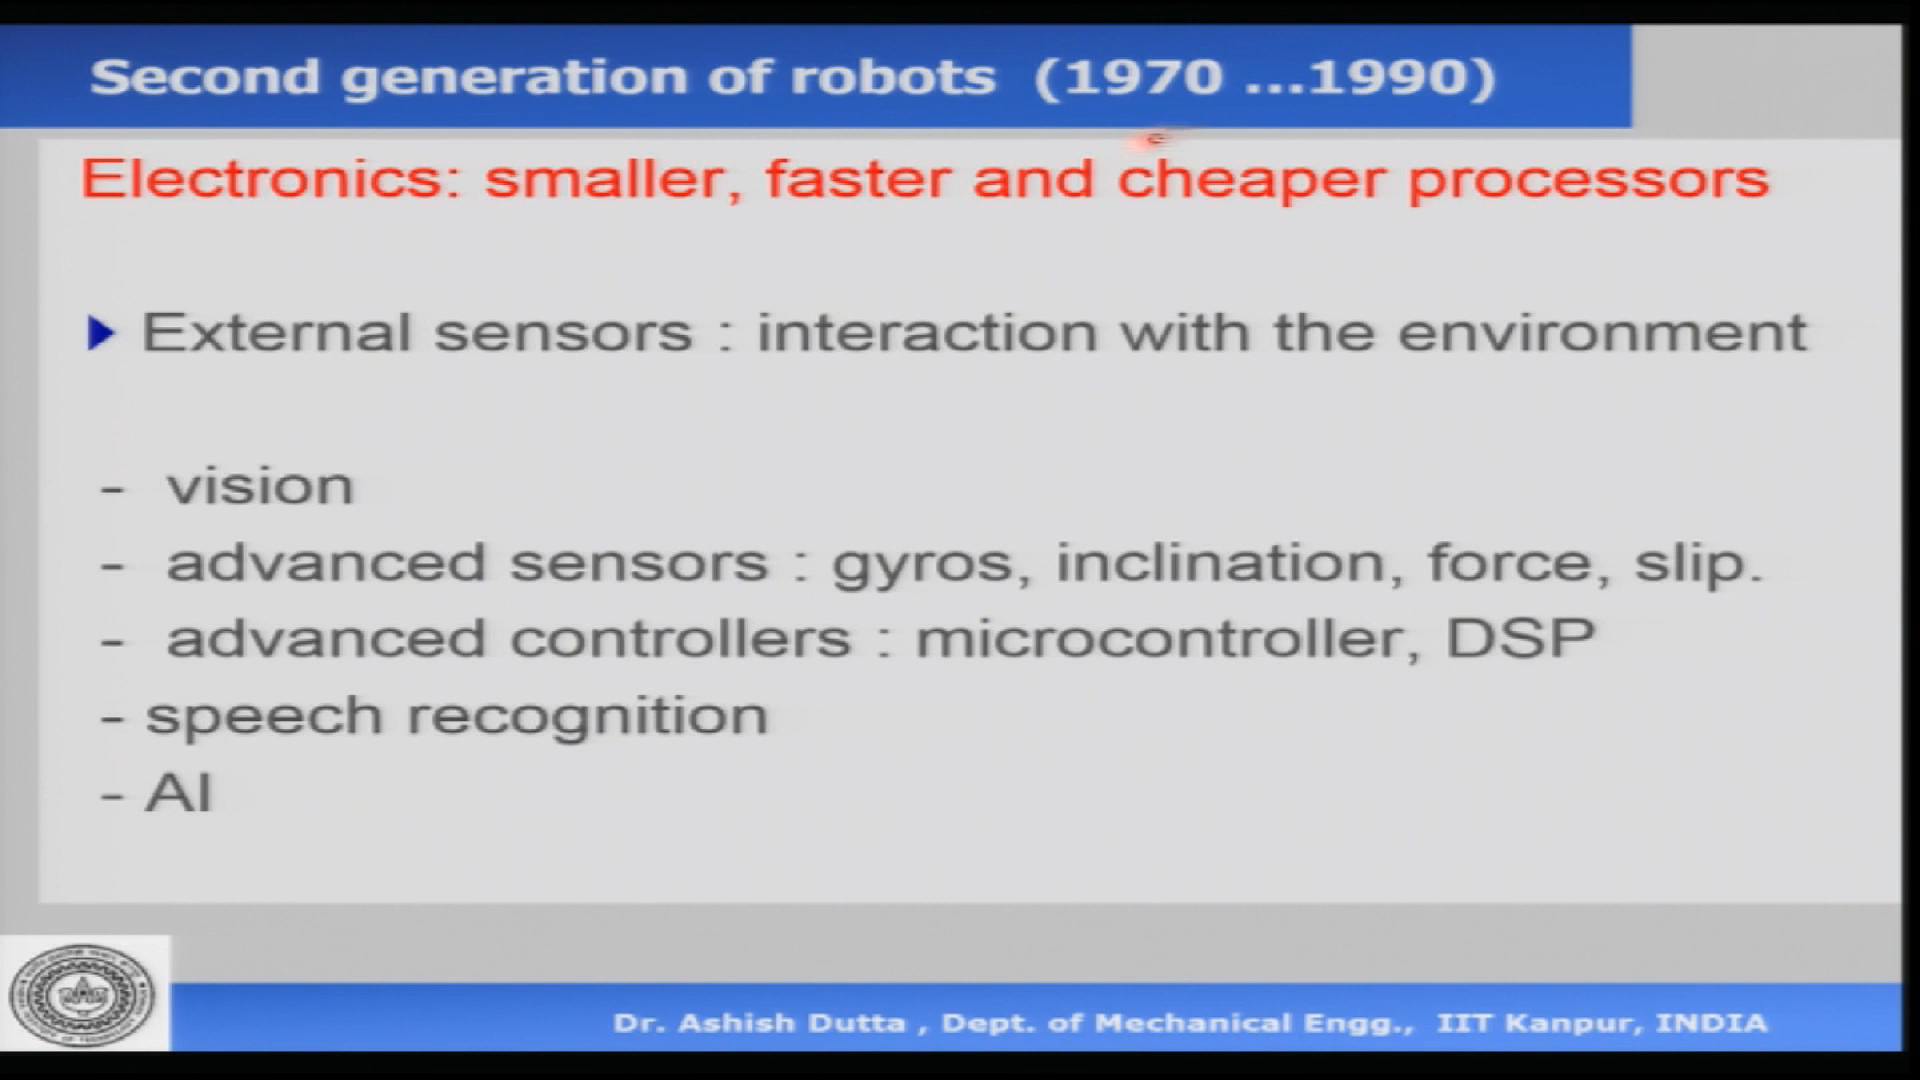 Second generation of robots (1970 ...1990)
Electronics: smaller, faster and cheaper processors
External sensors : interaction with the environment
- vision
- advanced sensors : gyros, inclination, force, slip.
- advanced controllers : microcontroller, DSP
- speech recognition
- AI
Dr. Ashish Dutta , Dept. of Mechanical Engg., IIT Kanpur, INDIA